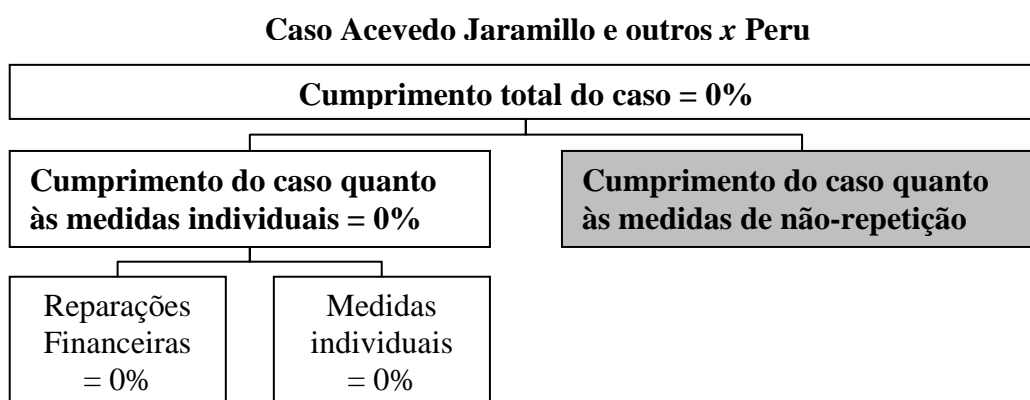 Caso Acevedo Jaramillo e outros x Peru
Cumprimento total do caso = 0%
Cumprimento do caso quanto
às medidas individuais = 0%
Cumprimento do caso quanto
às medidas de não-repetição
Reparações
Financeiras
= 0%
Medidas
individuais
= 0%